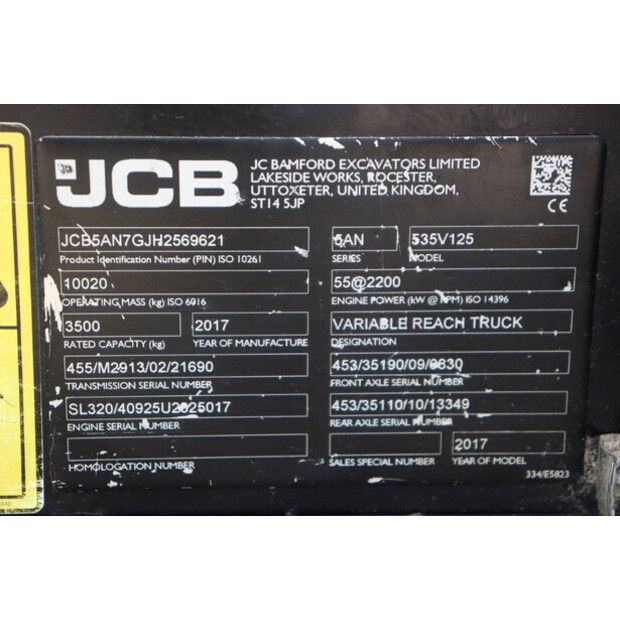 JCB
JC BAMFORD EXCAVATORS LIMITED
LAKESIDE WORKS, ROCESTER,
UTTOXETER, UNITED KINGDOM,
ST14 5JP
CE
JCB5AN7GJH2569621
Product Identification Number (PIN) ISO 10261
5AN
SERIES
535V125
MODEL
10020
OPERATING MASS (kg) ISO 6016
55@2200
ENGINE POWER (kW @ RPM) ISO 14396
3500
RATED CAPACITY (kg)
2017
YEAR OF MANUFACTURE
VARIABLE REACH TRUCK
DESIGNATION
455/M2913/02/21690
TRANSMISSION SERIAL NUMBER
453/35190/09/0830
FRONT AXLE SERIAL NUMBER
SL320/40925U2025017
ENGINE SERIAL NUMBER
453/35110/10/13349
REAR AXLE SERIAL NUMBER
HOMOLOGATION NUMBER
SALES SPECIAL NUMBER
2017
YEAR OF MODEL
334/E5823